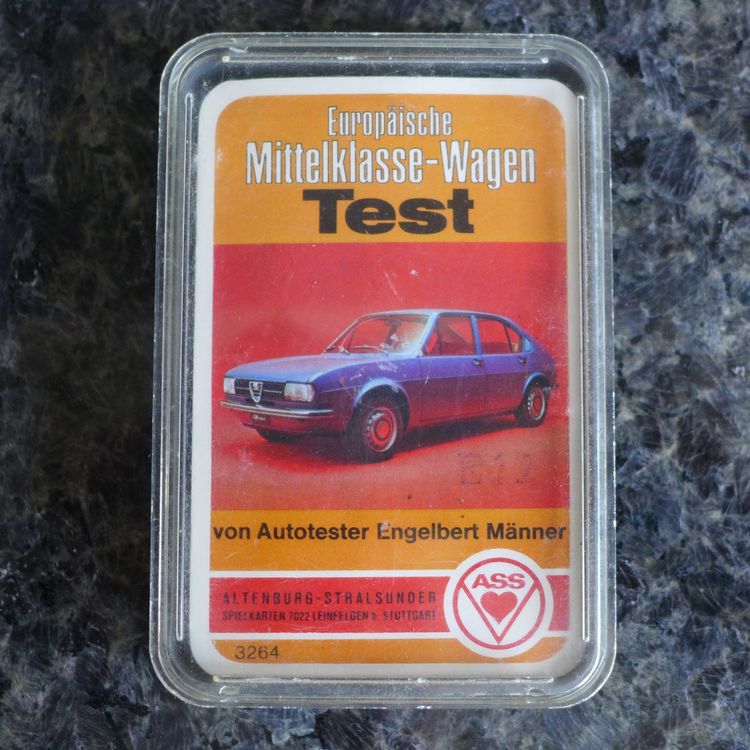 Europäische
Mittelklasse-Wagen
Test
von Autotester Engelbert Männer
ASS
ALTENBURG-STRALSUNDER
SPIELKARTEN 7022 LEINFELDEN b. STUTTGART
3264